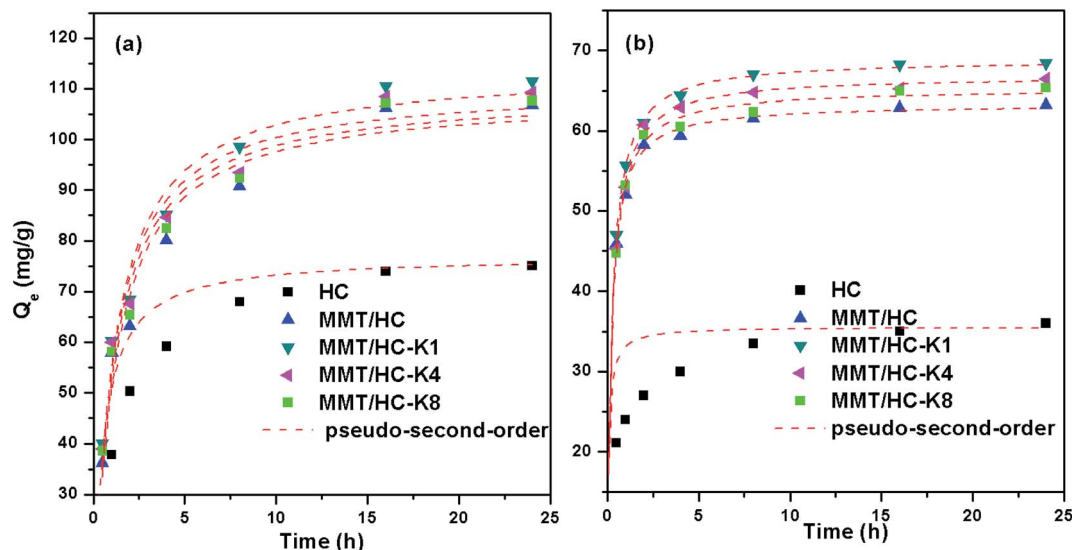 (a)
120
110
100
90
80
70
60
50
40
30
Q_e (mg/g)
0 5 10 15 20 25
Time (h)
HC
MMT/HC
MMT/HC-K1
MMT/HC-K4
MMT/HC-K8
pseudo-second-order
(b)
70
60
50
40
30
20
0 5 10 15 20 25
Time (h)
HC
MMT/HC
MMT/HC-K1
MMT/HC-K4
MMT/HC-K8
pseudo-second-order